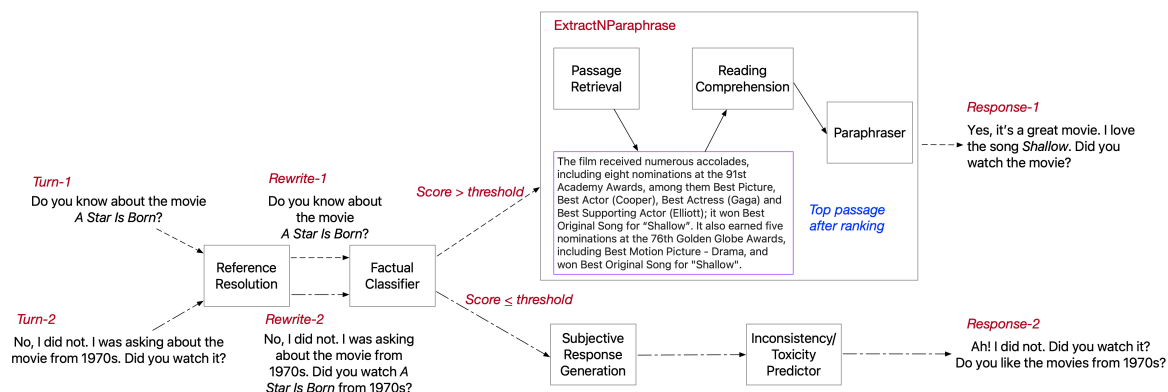 ExtractNParaphrase
Passage
Retrieval
Reading
Comprehension
Paraphraser
The film received numerous accolades,
including eight nominations at the 91st
Academy Awards, among them Best Picture,
Best Actor (Cooper), Best Actress (Gaga) and
Best Supporting Actor (Elliott); it won Best
Original Song for “Shallow”. It also earned five
nominations at the 76th Golden Globe Awards,
including Best Motion Picture - Drama, and
won Best Original Song for "Shallow".
Top passage
after ranking
Response-1
Yes, it’s a great movie. I love
the song Shallow. Did you
watch the movie?
Turn-1
Do you know about the movie
A Star Is Born?
Rewrite-1
Do you know about
the movie
A Star Is Born?
Score > threshold
Reference
Resolution
Factual
Classifier
Score ≤ threshold
Turn-2
No, I did not. I was asking about the
movie from 1970s. Did you watch it?
Rewrite-2
No, I did not. I was asking
about the movie from
1970s. Did you watch A
Star Is Born from 1970s?
Subjective
Response
Generation
Inconsistency/
Toxicity
Predictor
Response-2
Ah! I did not. Did you watch it?
Do you like the movies from 1970s?